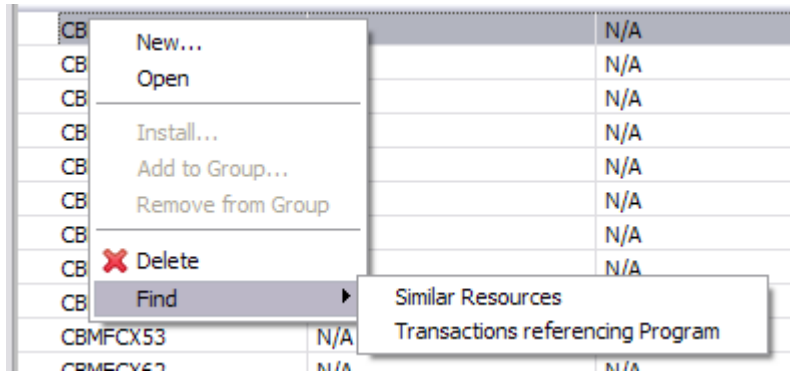 CB N/A
New...
CB N/A
Open
CB N/A
CB N/A
Install...
CB N/A
Add to Group...
CB N/A
Remove from Group
CB N/A
Delete
CB N/A
Find
Similar Resources
CB
Transactions referencing Program
CBMFCX53 N/A
CBMFCX62 N/A N/A